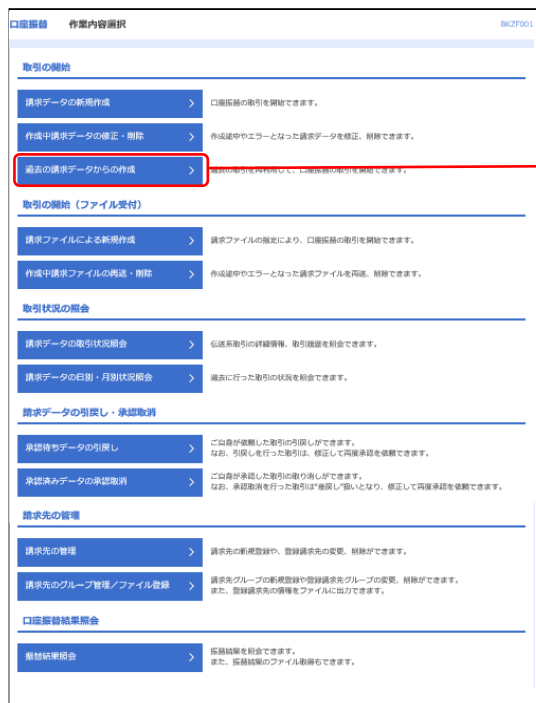 口座振替 作業内容選択 BKZF001
取引の開始
請求データの新規作成 口座振替の取引を開始できます。
作成中請求データの修正・削除 作成途中やエラーとなった請求データを修正、削除できます。
過去の請求データからの作成 過去の取引を再利用して、口座振替の取引を開始できます。
取引の開始（ファイル受付）
請求ファイルによる新規作成 請求ファイルの指定により、口座振替の取引を開始できます。
作成中請求ファイルの再送・削除 作成途中やエラーとなった請求ファイルを再送、削除できます。
取引状況の照会
請求データの取引状況照会 伝送系取引の詳細情報、取引履歴を照会できます。
請求データの日別・月別状況照会 過去に行った取引の状況を照会できます。
請求データの引戻し・承認取消
承認待ちデータの引戻し ご自身が依頼した取引の引戻しができます。
なお、引戻しを行った取引は、修正して再度承認を依頼できます。
承認済みデータの承認取消 ご自身が承認した取引の取り消しができます。
なお、承認取消を行った取引は"差戻し"扱いとなり、修正して再度承認を依頼できます。
請求先の管理
請求先の管理 請求先の新規登録や、登録請求先の変更、削除ができます。
請求先のグループ管理／ファイル登録 請求先グループの新規登録や登録請求先グループの変更、削除ができます。
また、登録請求先の情報をファイルに出力できます。
口座振替結果照会
振替結果照会 振替結果を照会できます。
また、振替結果のファイル取得もできます。